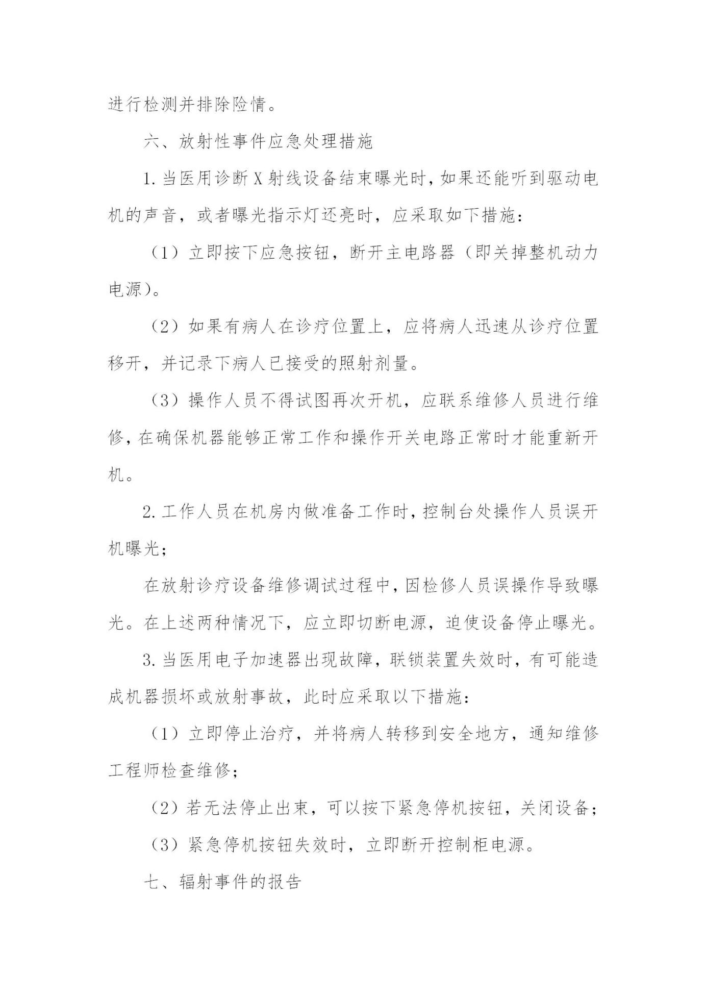 进行检测并排除险情。
六、放射性事件应急处理措施
1.当医用诊断X射线设备结束曝光时，如果还能听到驱动电
机的声音，或者曝光指示灯还亮时，应采取如下措施：
（1）立即按下应急按钮，断开主电路器（即关掉整机动力
电源）。
（2）如果有病人在诊疗位置上，应将病人迅速从诊疗位置
移开，并记录下病人已接受的照射剂量。
（3）操作人员不得试图再次开机，应联系维修人员进行维
修，在确保机器能够正常工作和操作开关电路正常时才能重新开
机。
2.工作人员在机房内做准备工作时，控制台处操作人员误开
机曝光；
在放射诊疗设备维修调试过程中，因检修人员误操作导致曝
光。在上述两种情况下，应立即切断电源，迫使设备停止曝光。
3.当医用电子加速器出现故障，联锁装置失效时，有可能造
成机器损坏或放射事故，此时应采取以下措施：
（1）立即停止治疗，并将病人转移到安全地方，通知维修
工程师检查维修；
（2）若无法停止出束，可以按下紧急停机按钮，关闭设备；
（3）紧急停机按钮失效时，立即断开控制柜电源。
七、辐射事件的报告